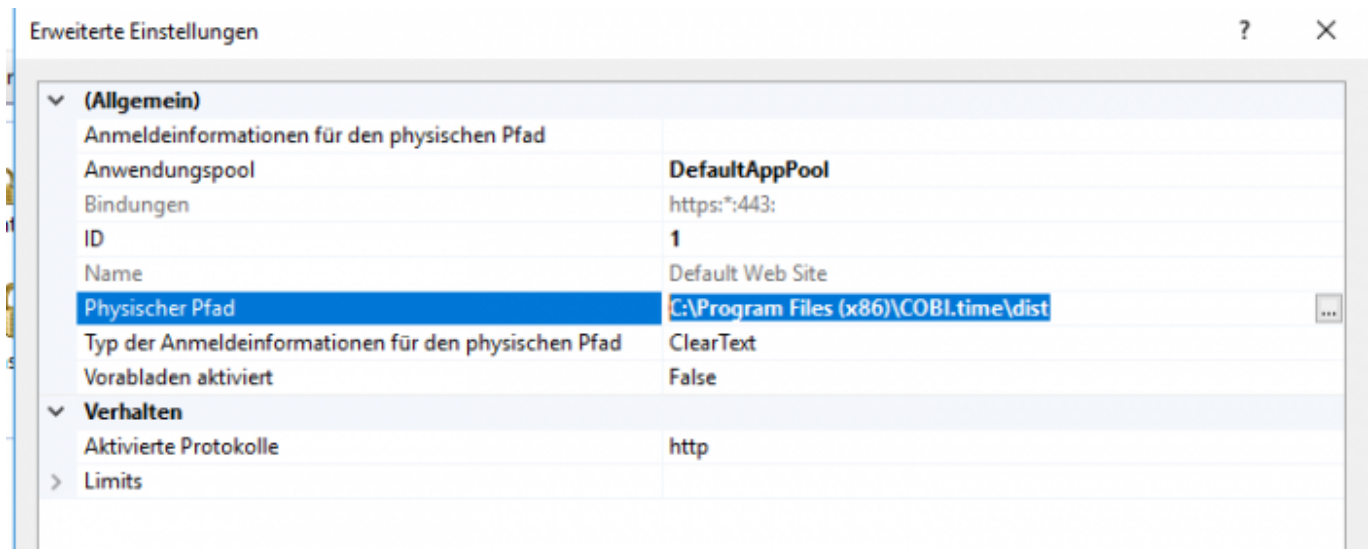 Erweiterte Einstellungen ? ×
(Allgemein)
Anmeldeinformationen für den physischen Pfad
Anwendungspool DefaultAppPool
Bindungen https:*:443:
ID 1
Name Default Web Site
Physischer Pfad C:\Program Files (x86)\COBI.time\dist ...
Typ der Anmeldeinformationen für den physischen Pfad ClearText
Vorabladen aktiviert False
Verhalten
Aktivierte Protokolle http
Limits